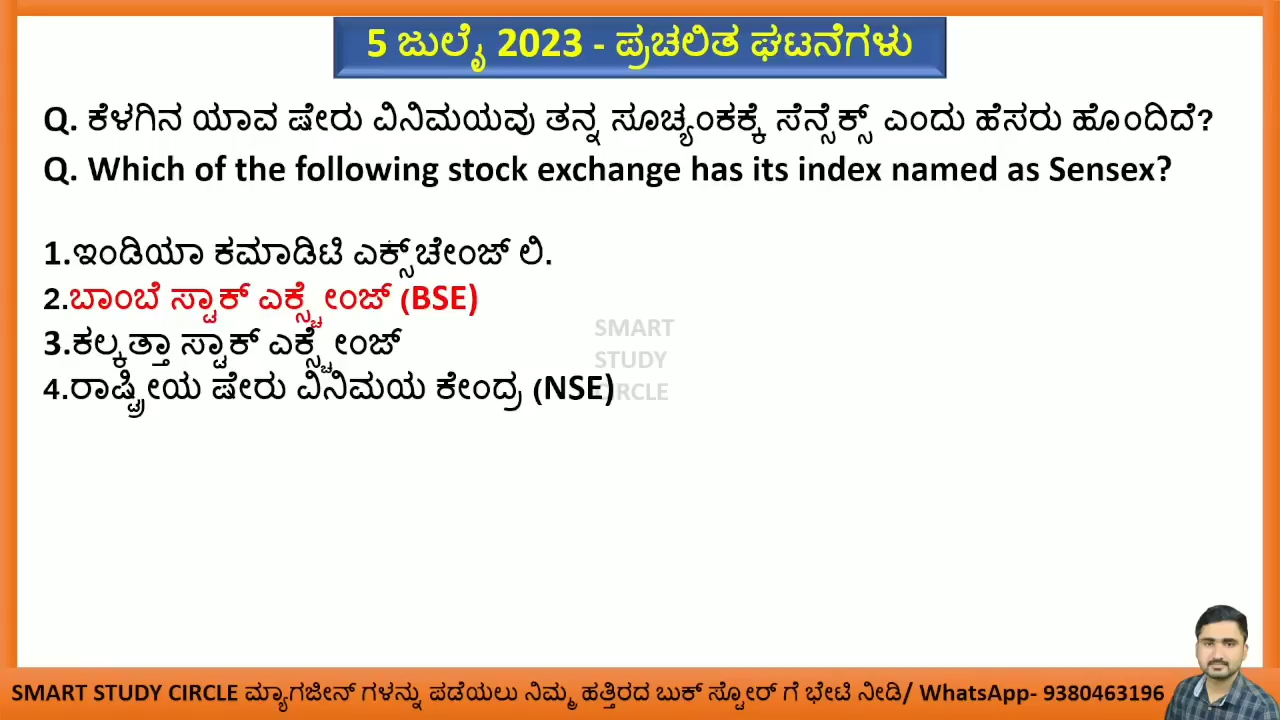 5 ಜುಲೈ 2023 - ಪ್ರಚಲಿತ ಘಟನೆಗಳು
Q. ಕೆಳಗಿನ ಯಾವ ಷೇರು ವಿನಿಮಯವು ತನ್ನ ಸೂಚ್ಯಂಕಕ್ಕೆ ಸೆನ್ಸೆಕ್ಸ್ ಎಂದು ಹೆಸರು ಹೊಂದಿದೆ?
Q. Which of the following stock exchange has its index named as Sensex?
1.ಇಂಡಿಯಾ ಕಮಾಡಿಟಿ ಎಕ್ಸ್‌ಚೇಂಜ್ ಲಿ.
2.ಬಾಂಬೆ ಸ್ಟಾಕ್ ಎಕ್ಸ್ಚೇಂಜ್ (BSE)
3.ಕಲ್ಕತ್ತಾ ಸ್ಟಾಕ್ ಎಕ್ಸ್ಚೇಂಜ್
4.ರಾಷ್ಟ್ರೀಯ ಷೇರು ವಿನಿಮಯ ಕೇಂದ್ರ (NSE)
SMART
STUDY
CIRCLE
SMART STUDY CIRCLE ಮ್ಯಾಗಜೀನ್ ಗಳನ್ನು ಪಡೆಯಲು ನಿಮ್ಮ ಹತ್ತಿರದ ಬುಕ್ ಸ್ಟೋರ್ ಗೆ ಭೇಟಿ ನೀಡಿ/ WhatsApp- 9380463196